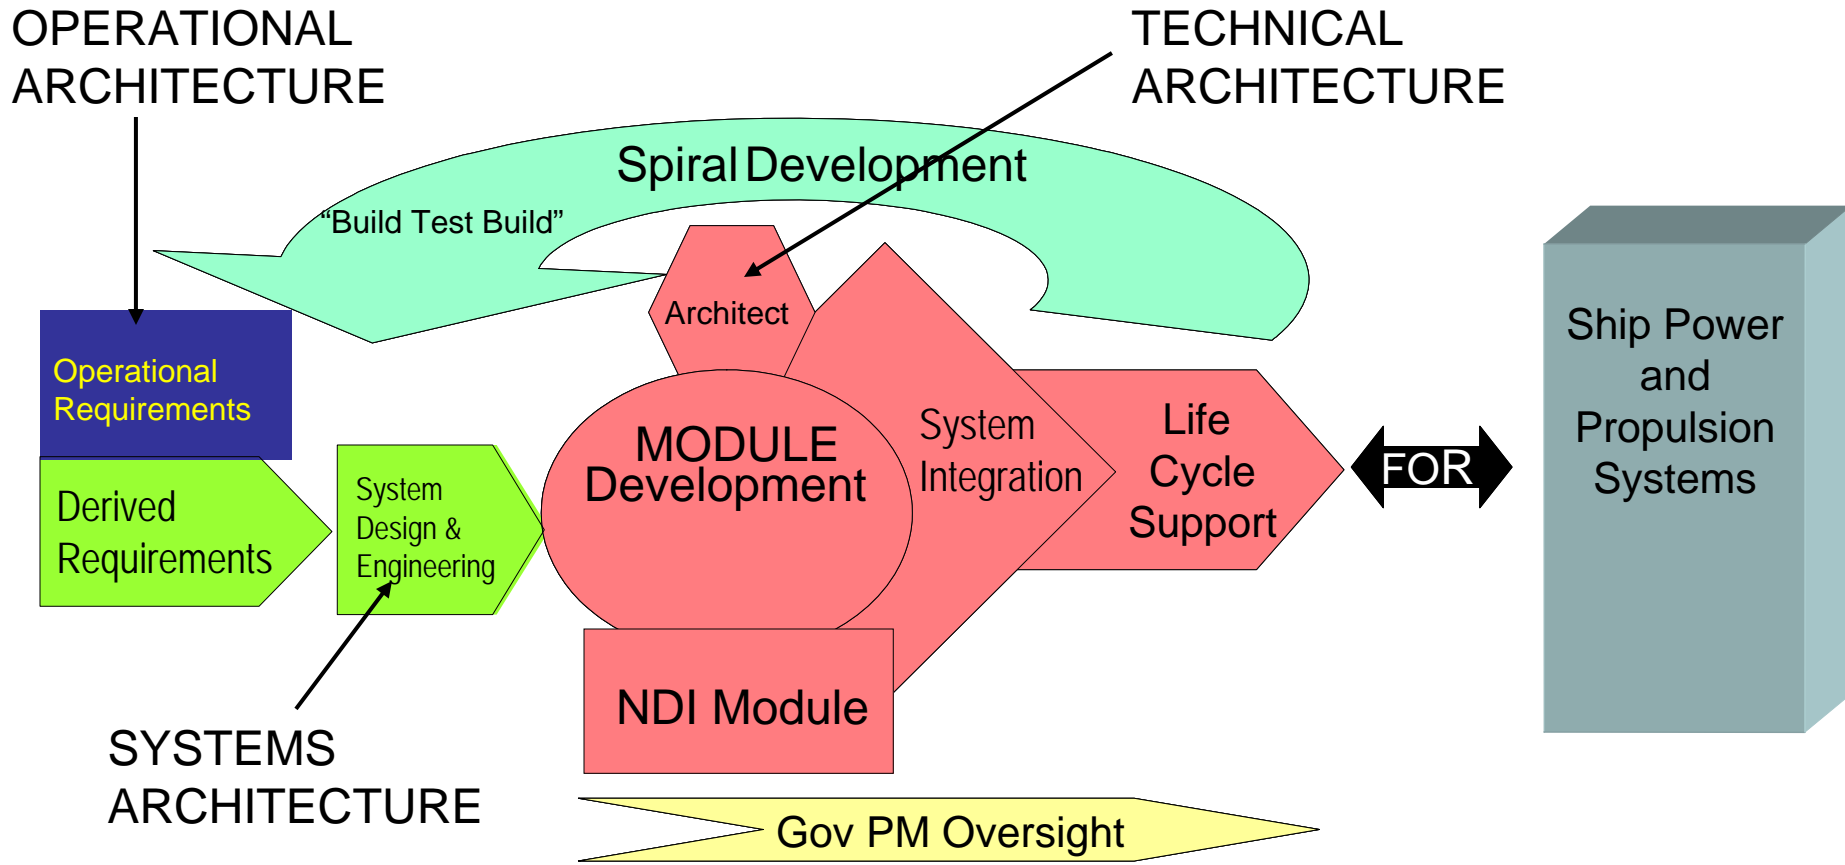 OPERATIONAL
ARCHITECTURE
TECHNICAL
ARCHITECTURE
Spiral Development
“Build Test Build”
Architect
Operational
Requirements
Derived
Requirements
System
Design &
Engineering
MODULE
Development
System
Integration
Life
Cycle
Support
FOR
Ship Power
and
Propulsion
Systems
NDI Module
SYSTEMS
ARCHITECTURE
Gov PM Oversight